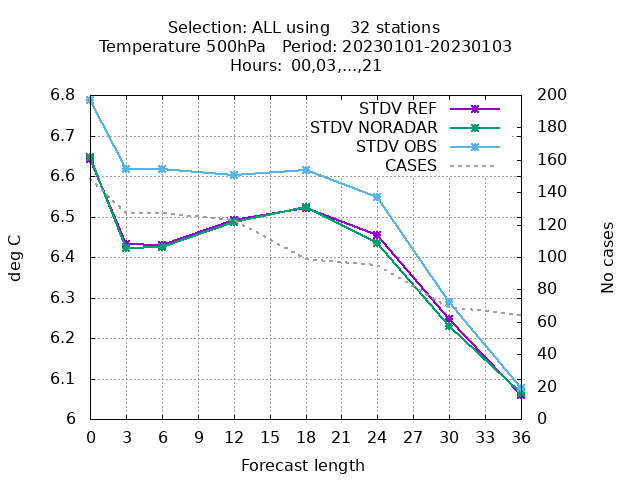 Selection: ALL using 32 stations
Temperature 500hPa Period: 20230101-20230103
Hours: 00,03,...,21
STDV REF
STDV NORADAR
STDV OBS
CASES
deg C
6.8
6.7
6.6
6.5
6.4
6.3
6.2
6.1
6
200
180
160
140
120
100
80
60
40
20
0
No cases
0 3 6 9 12 15 18 21 24 27 30 33 36
Forecast length